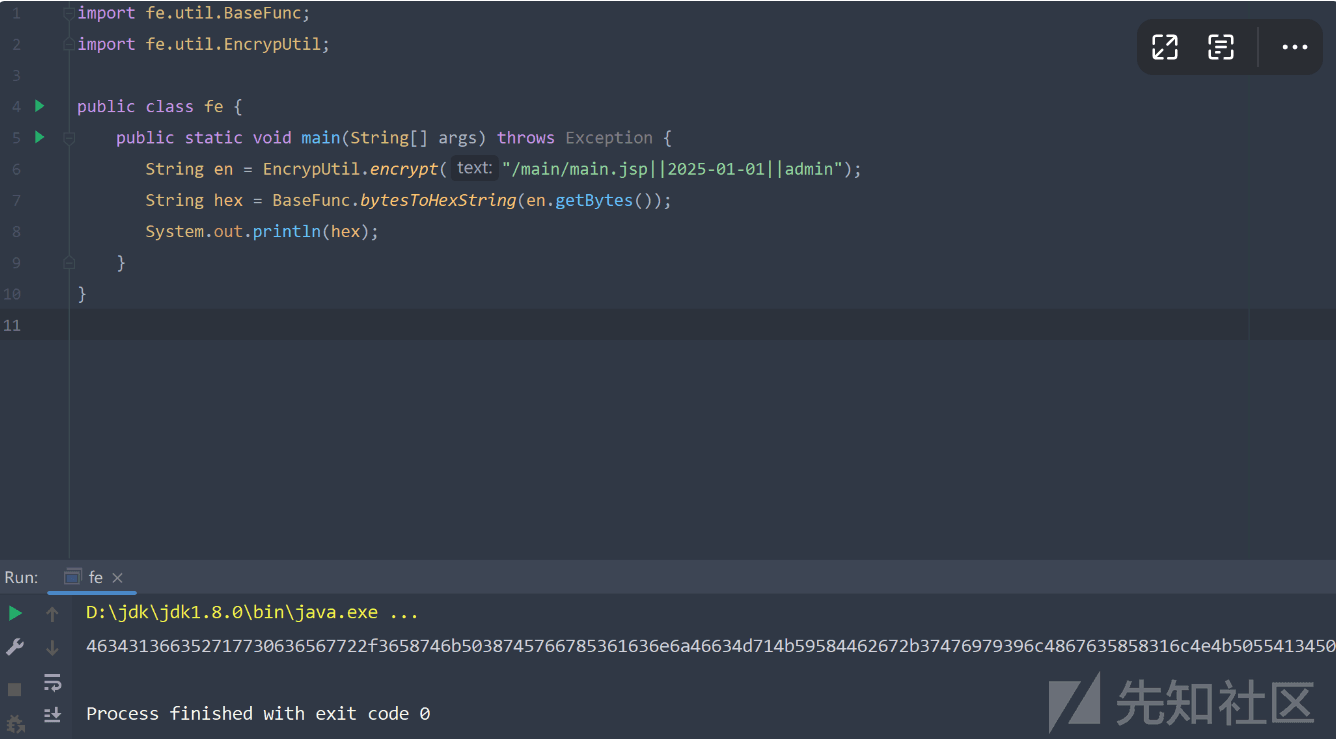 1 import fe.util.BaseFunc;
2 import fe.util.EncrypUtil;
3
4 public class fe {
5 public static void main(String[] args) throws Exception {
6 String en = EncrypUtil.encrypt( text: "/main/main.jsp||2025-01-01||admin");
7 String hex = BaseFunc.bytesToHexString(en.getBytes());
8 System.out.println(hex);
9 }
10 }
11
Run: fe
D:\jdk\jdk1.8.0\bin\java.exe ...
4634313663527177306365677​22f3658746b5038745766785361636e6a46634d714b59584462672b37476979396c4867635858316c4e4b5055413450
Process finished with exit code 0
先知社区